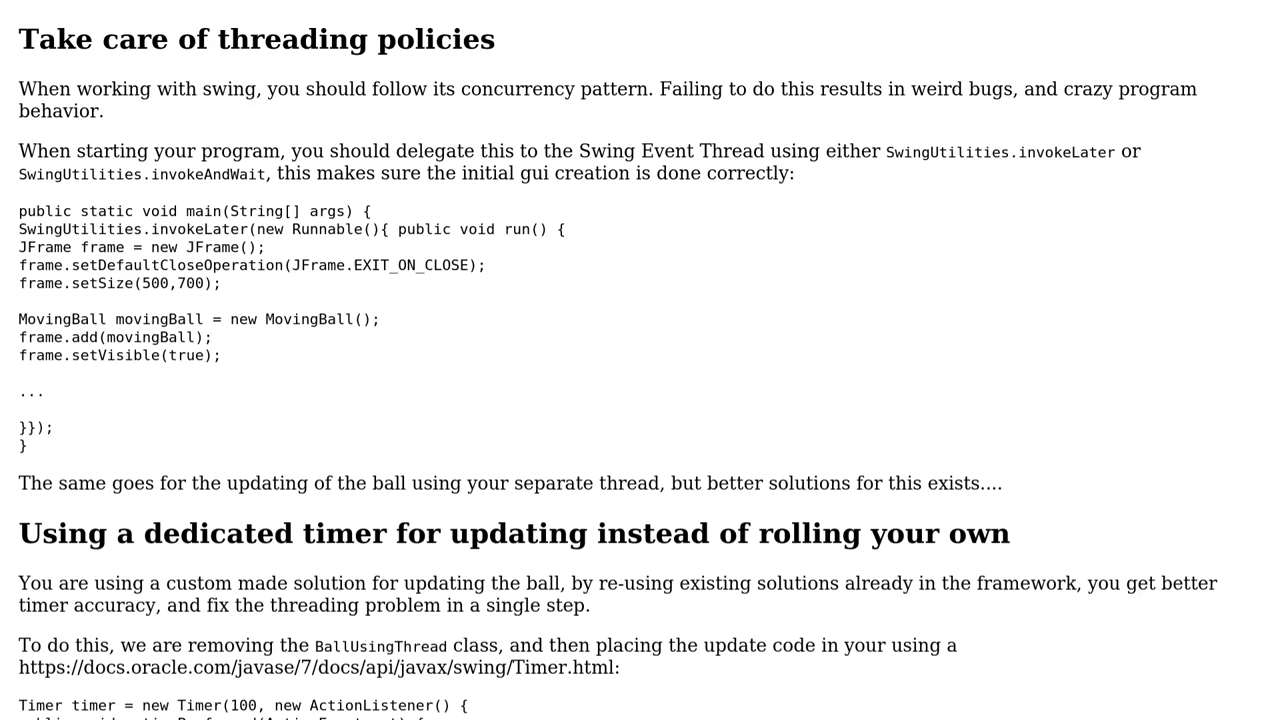 Take care of threading policies
When working with swing, you should follow its concurrency pattern. Failing to do this results in weird bugs, and crazy program
behavior.
When starting your program, you should delegate this to the Swing Event Thread using either SwingUtilities.invokeLater or
SwingUtilities.invokeAndWait, this makes sure the initial gui creation is done correctly:
public static void main(String[] args) {
SwingUtilities.invokeLater(new Runnable(){ public void run() {
JFrame frame = new JFrame();
frame.setDefaultCloseOperation(JFrame.EXIT_ON_CLOSE);
frame.setSize(500,700);
MovingBall movingBall = new MovingBall();
frame.add(movingBall);
frame.setVisible(true);
...
}});
}
The same goes for the updating of the ball using your separate thread, but better solutions for this exists....
Using a dedicated timer for updating instead of rolling your own
You are using a custom made solution for updating the ball, by re-using existing solutions already in the framework, you get better
timer accuracy, and fix the threading problem in a single step.
To do this, we are removing the BallUsingThread class, and then placing the update code in your using a
https://docs.oracle.com/javase/7/docs/api/javax/swing/Timer.html:
Timer timer = new Timer(100, new ActionListener() {